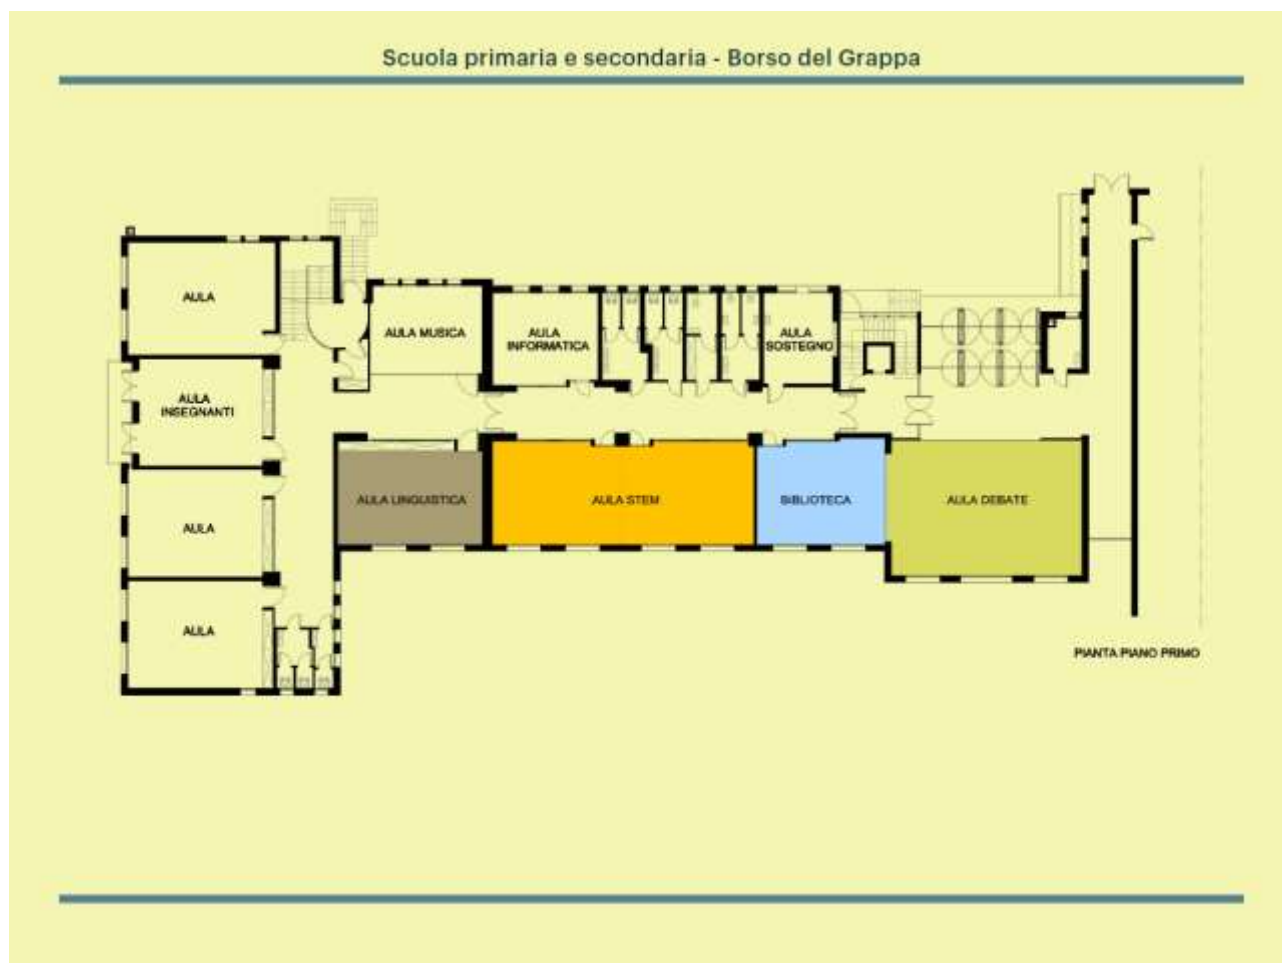 Scuola primaria e secondaria - Borso del Grappa
AULA
AULA MUSICA
AULA
INFORMATICA
AULA
SOSTEGNO
AULA
INSEGNANTI
AULA LINGUISTICA
AULA STEM
BIBLIOTECA
AULA DEBATE
AULA
AULA
PIANTA PIANO PRIMO